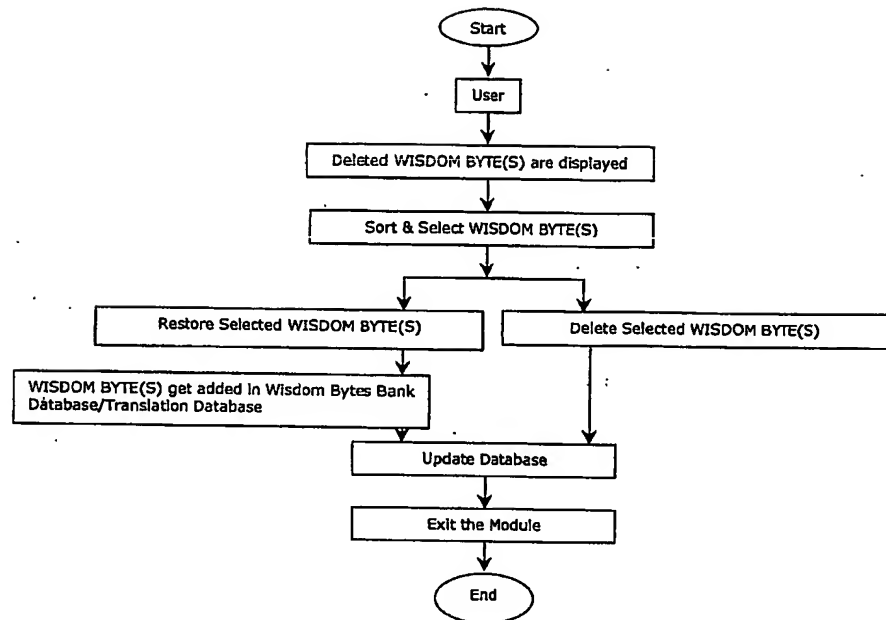 Start
User
Deleted WISDOM BYTE(S) are displayed
Sort & Select WISDOM BYTE(S)
Restore Selected WISDOM BYTE(S)
Delete Selected WISDOM BYTE(S)
WISDOM BYTE(S) get added in Wisdom Bytes Bank
Database/Translation Database
Update Database
Exit the Module
End